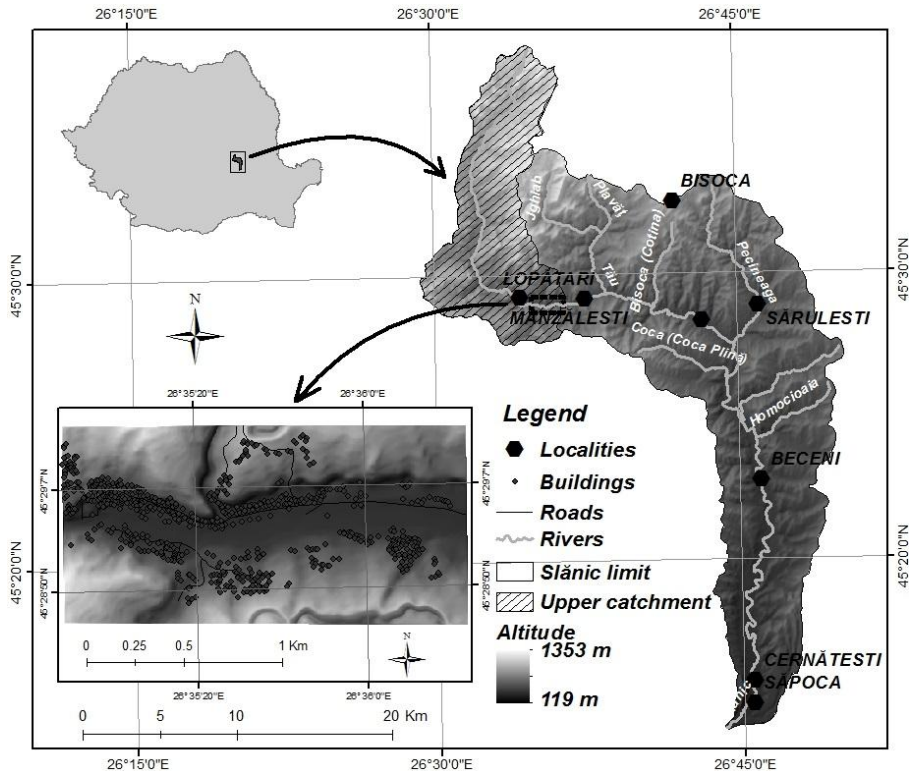 26°15'0"E
26°30'0"E
26°45'0"E
BISOCA
Jghiab
Plavăț
Bisoca (Cotina)
Pecineaga
45°30'0"N
45°30'0"N
LOPĂTARI
Tău
MÂNZĂLESTI
SĂRULESTI
Coca (Coca Plină)
N
Homocioaia
26°35'20"E
26°36'0"E
Legend
Localities
BECENI
Buildings
45°29'7"N
45°29'7"N
Roads
Rivers
45°20'0"N
45°20'0"N
45°28'50"N
45°28'50"N
Slănic limit
Upper catchment
Altitude
N
1353 m
CERNĂTESTI
0 0.25 0.5 1 Km
SĂPOCA
119 m
26°35'20"E
26°36'0"E
0 5 10 20 Km
26°15'0"E
26°30'0"E
26°45'0"E